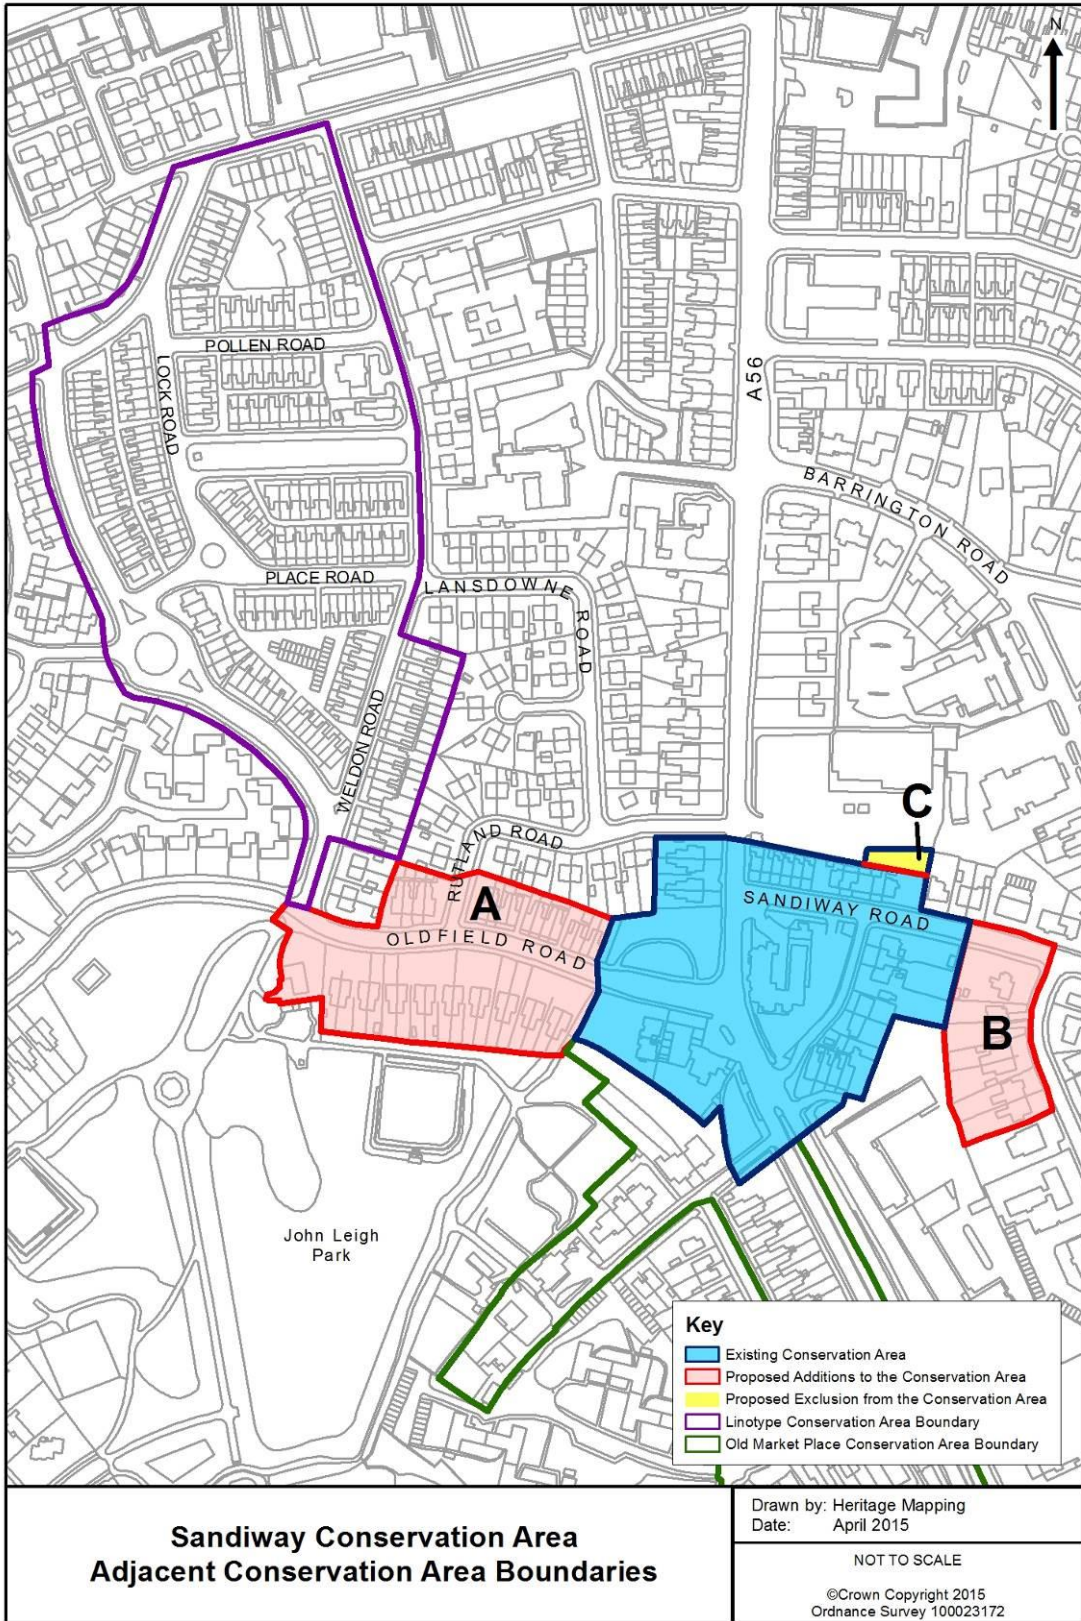 N
POLLEN ROAD
LOCK ROAD
A56
BARRINGTON ROAD
PLACE ROAD
LANSDOWNE ROAD
WELDON ROAD
RUTLAND ROAD
C
SANDIWAY ROAD
A
OLDFIELD ROAD
B
John Leigh
Park
Key
Existing Conservation Area
Proposed Additions to the Conservation Area
Proposed Exclusion from the Conservation Area
Linotype Conservation Area Boundary
Old Market Place Conservation Area Boundary
Sandiway Conservation Area
Adjacent Conservation Area Boundaries
Drawn by: Heritage Mapping
Date: April 2015
NOT TO SCALE
©Crown Copyright 2015
Ordnance Survey 100023172